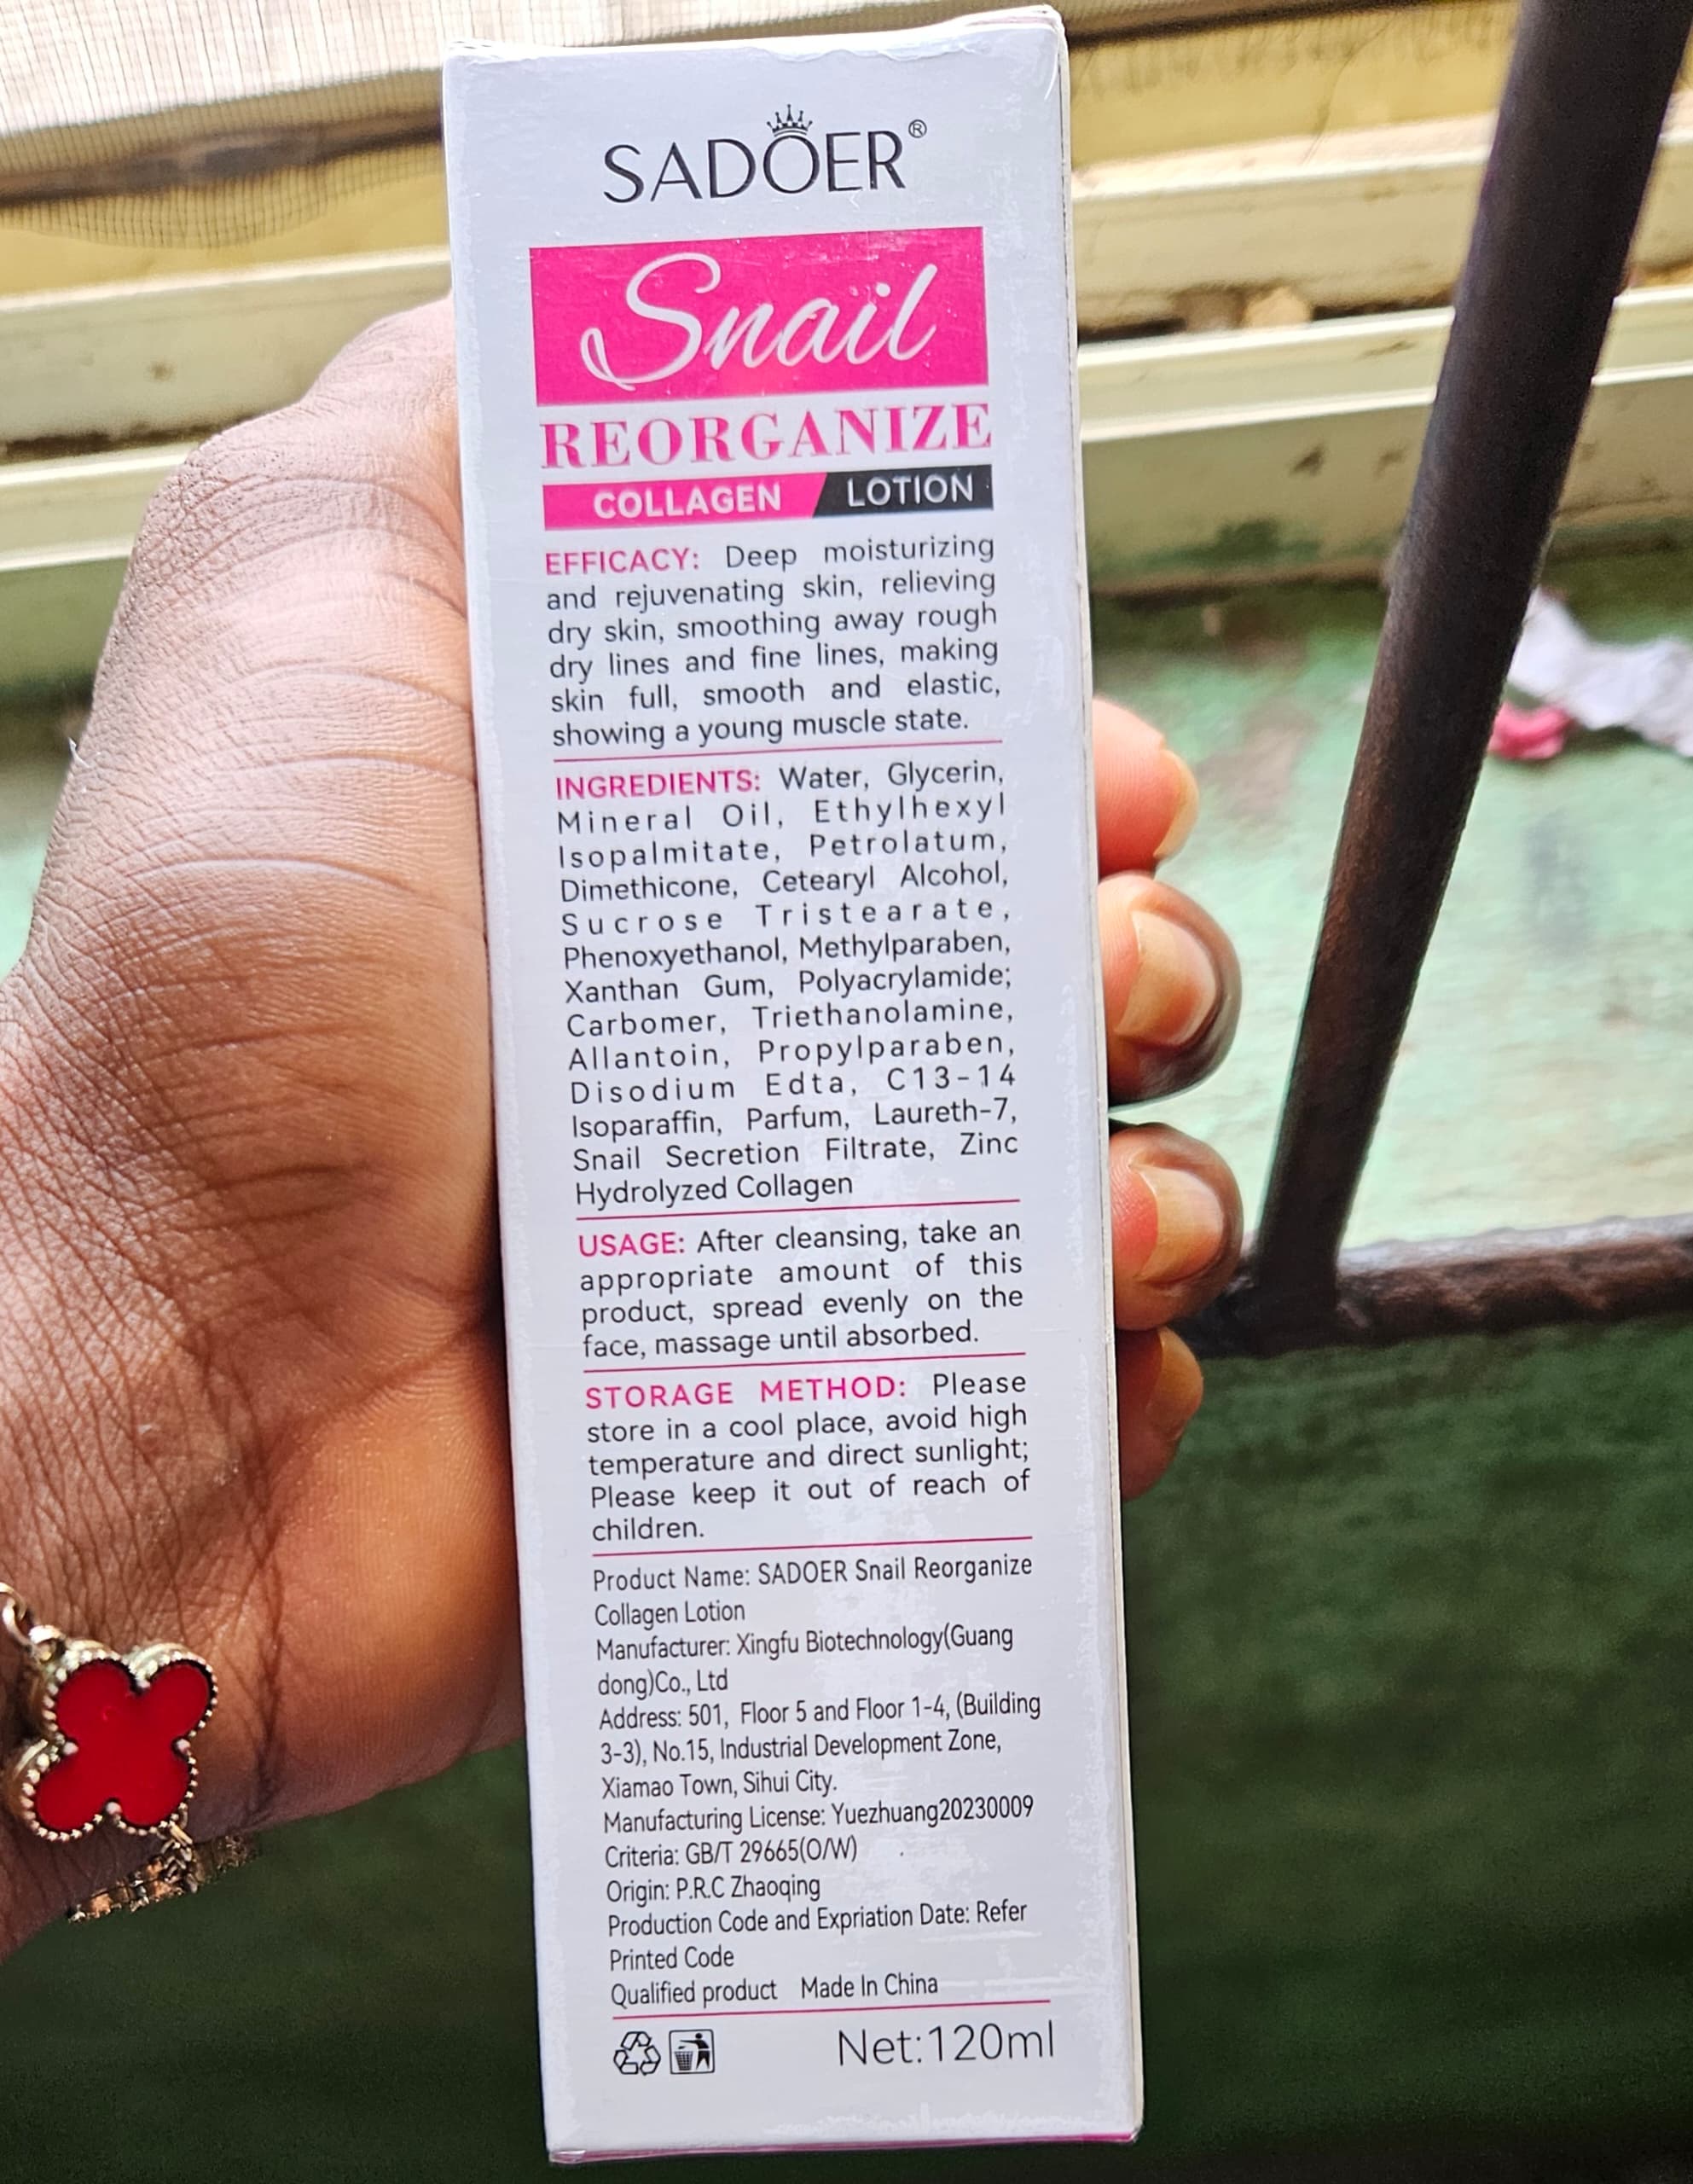 SADOER®
Snail
REORGANIZE
COLLAGEN LOTION
EFFICACY: Deep moisturizing
and rejuvenating skin, relieving
dry skin, smoothing away rough
dry lines and fine lines, making
skin full, smooth and elastic,
showing a young muscle state.
INGREDIENTS: Water, Glycerin,
Mineral Oil, Ethylhexyl
Isopalmitate, Petrolatum,
Dimethicone, Cetearyl Alcohol,
Sucrose Tristearate,
Phenoxyethanol, Methylparaben,
Xanthan Gum, Polyacrylamide;
Carbomer, Triethanolamine,
Allantoin, Propylparaben,
Disodium Edta, C13-14
Isoparaffin, Parfum, Laureth-7,
Snail Secretion Filtrate, Zinc
Hydrolyzed Collagen
USAGE: After cleansing, take an
appropriate amount of this
product, spread evenly on the
face, massage until absorbed.
STORAGE METHOD: Please
store in a cool place, avoid high
temperature and direct sunlight;
Please keep it out of reach of
children.
Product Name: SADOER Snail Reorganize
Collagen Lotion
Manufacturer: Xingfu Biotechnology(Guang
dong)Co., Ltd
Address: 501, Floor 5 and Floor 1-4, (Building
3-3), No.15, Industrial Development Zone,
Xiamao Town, Sihui City.
Manufacturing License: Yuezhuang20230009
Criteria: GB/T 29665(O/W)
Origin: P.R.C Zhaoqing
Production Code and Expriation Date: Refer
Printed Code
Qualified product Made In China
Net:120ml